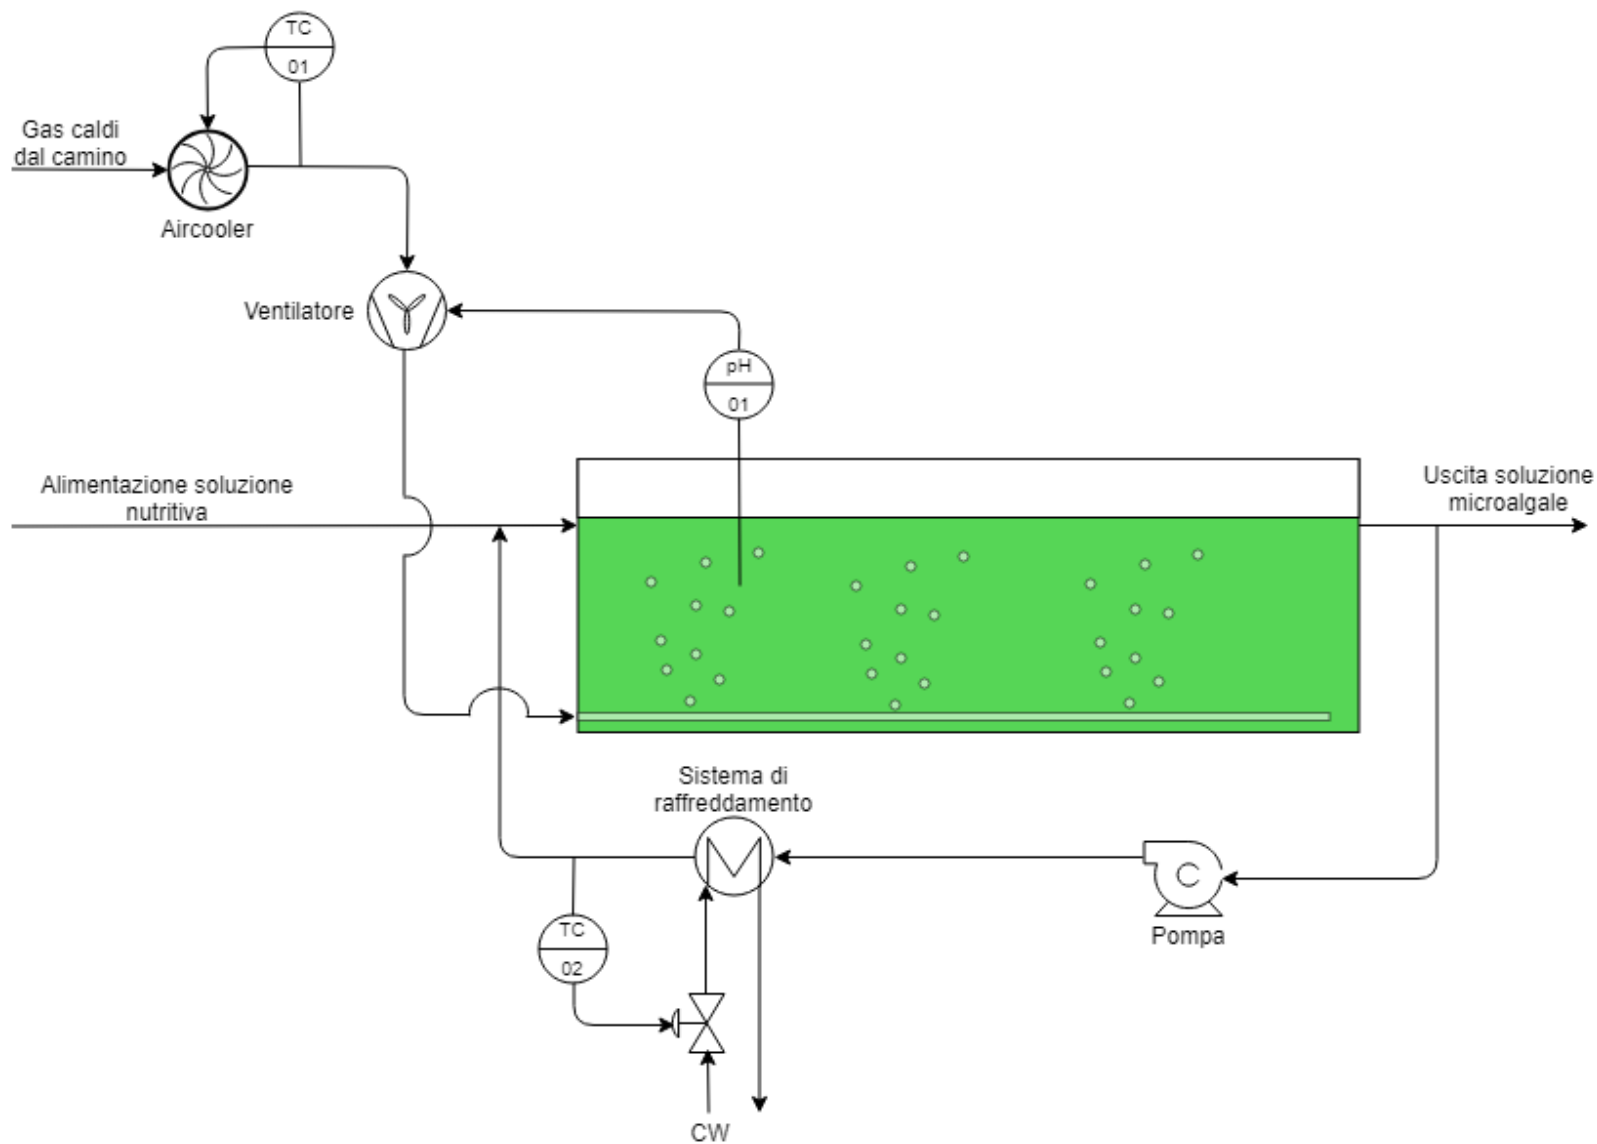 TC
01
Gas caldi
dal camino
Aircooler
Ventilatore
pH
01
Alimentazione soluzione
nutritiva
Uscita soluzione
microalgale
Sistema di
raffreddamento
C
Pompa
TC
02
CW